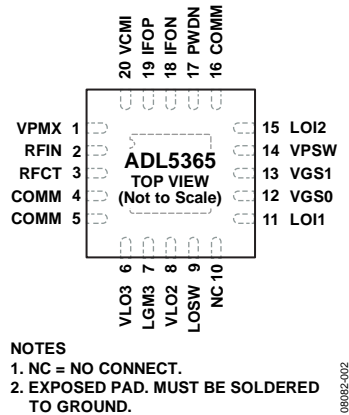 20 VCMI
19 IFOP
18 IFON
17 PWDN
16 COMM
VPMX 1
RFIN 2
RFCT 3
COMM 4
COMM 5
ADL5365
TOP VIEW
(Not to Scale)
15 LOI2
14 VPSW
13 VGS1
12 VGS0
11 LOI1
VLO3 6
LGM3 7
VLO2 8
LOSW 9
NC 10
NOTES
1. NC = NO CONNECT.
2. EXPOSED PAD. MUST BE SOLDERED
TO GROUND.
08082-002